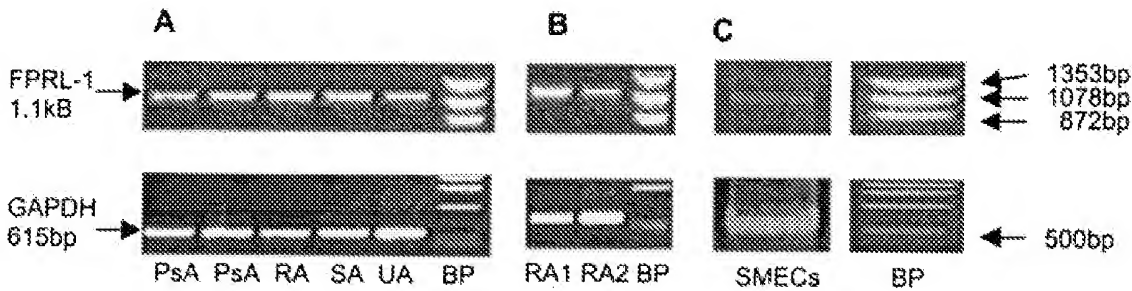 A B C
FPRL-1
1.1kB
1353bp
1078bp
872bp
GAPDH
615bp
500bp
PsA PsA RA SA UA BP RA1 RA2 BP SMECs BP